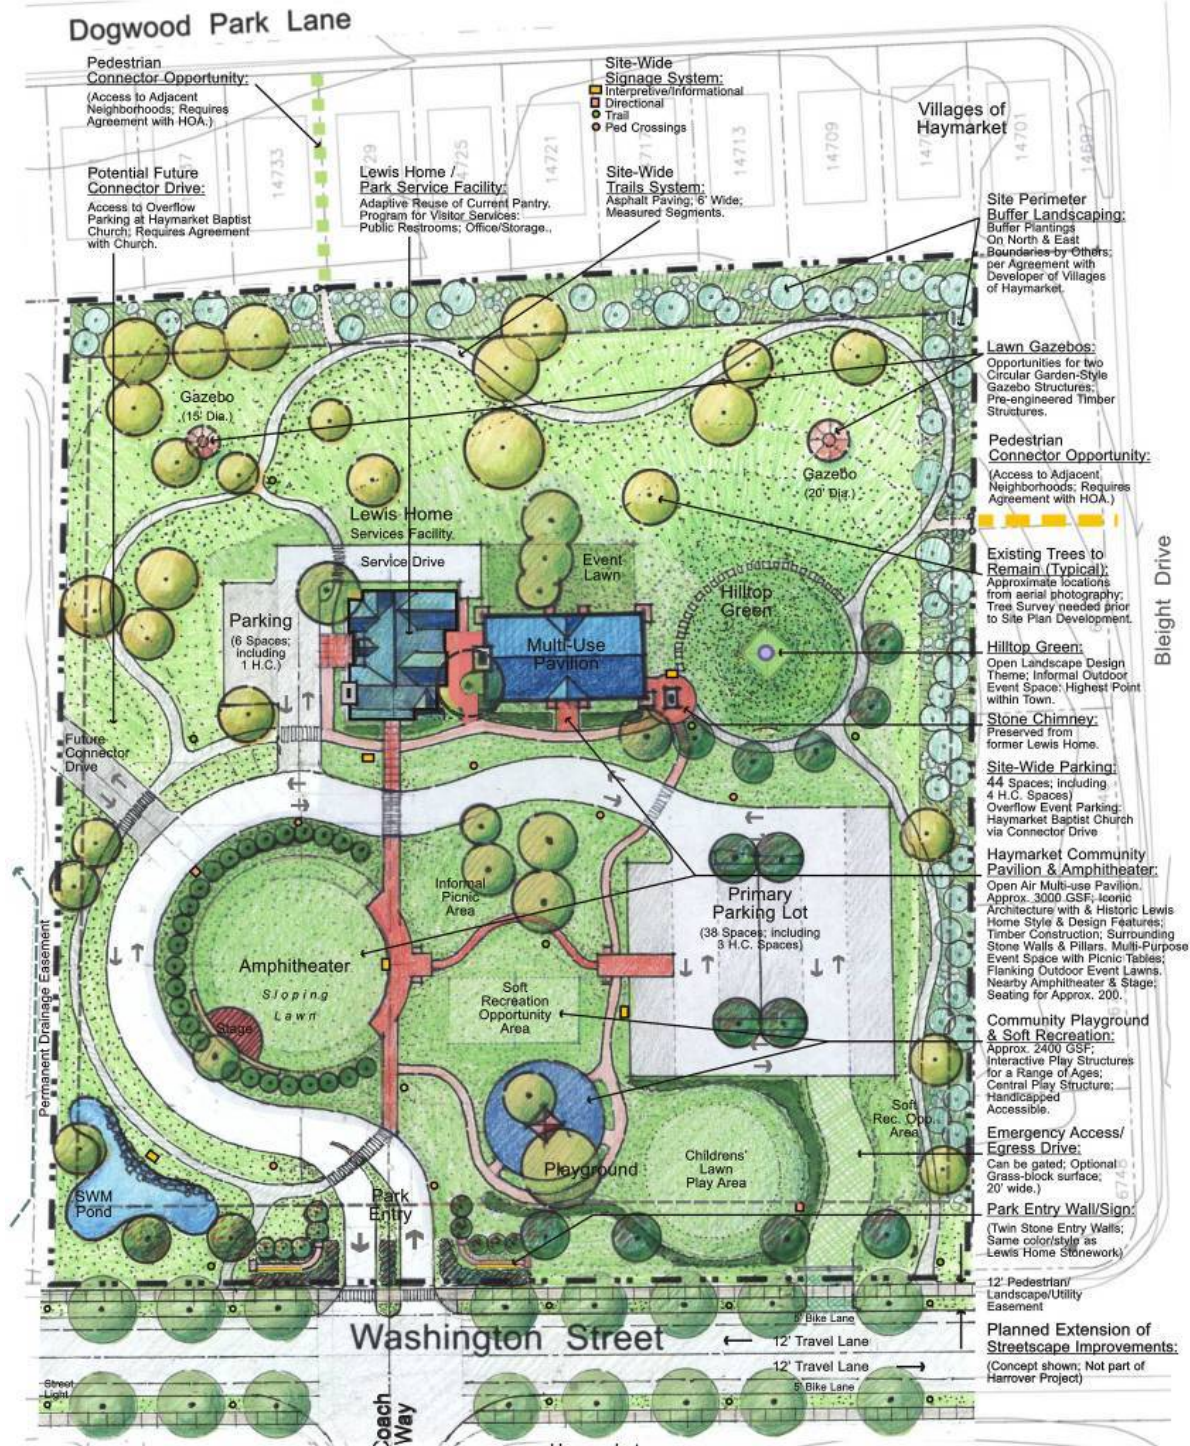 Dogwood Park Lane
Pedestrian
Connector Opportunity:
(Access to Adjacent
Neighborhoods; Requires
Agreement with HOA.)
Site-Wide
Signage System:
Interpretive/Informational
Directional
Trail
Ped Crossings
Villages of
Haymarket
14733
14721
14713
14709
14701
14697
Potential Future
Connector Drive:
Access to Overflow
Parking at Haymarket Baptist
Church; Requires Agreement
with Church.
Lewis Home /
Park Service Facility:
Adaptive Reuse of Current Pantry.
Program for Visitor Services:
Public Restrooms; Office/Storage..
Site-Wide
Trails System:
Asphalt Paving; 6' Wide;
Measured Segments.
Site Perimeter
Buffer Landscaping:
Buffer Plantings
On North & East
Boundaries by Others;
per Agreement with
Developer of Villages
of Haymarket.
Lawn Gazebos:
Opportunities for two
Circular Garden-Style
Gazebo Structures;
Pre-engineered Timber
Structures.
Pedestrian
Connector Opportunity:
(Access to Adjacent
Neighborhoods; Requires
Agreement with HOA.)
Existing Trees to
Remain (Typical):
Approximate locations
from aerial photography;
Tree Survey needed prior
to Site Plan Development.
Hilltop Green:
Open Landscape Design
Theme; Informal Outdoor
Event Space: Highest Point
within Town.
Stone Chimney:
Preserved from
former Lewis Home.
Site-Wide Parking:
44 Spaces; including
4 H.C. Spaces)
Overflow Event Parking:
Haymarket Baptist Church
via Connector Drive
Haymarket Community
Pavilion & Amphitheater:
Open Air Multi-use Pavilion.
Approx. 3000 GSF; Iconic
Architecture with & Historic Lewis
Home Style & Design Features;
Timber Construction; Surrounding
Stone Walls & Pillars. Multi-Purpose
Event Space with Picnic Tables;
Flanking Outdoor Event Lawns.
Nearby Amphitheater & Stage;
Seating for Approx. 200.
Community Playground
& Soft Recreation:
Approx. 2400 GSF;
Interactive Play Structures
for a Range of Ages;
Central Play Structure;
Handicapped
Accessible.
Emergency Access/
Egress Drive:
Can be gated; Optional
Grass-block surface;
20' wide.)
Park Entry Wall/Sign:
(Twin Stone Entry Walls;
Same color/style as
Lewis Home Stonework)
12' Pedestrian/
Landscape/Utility
Easement
Planned Extension of
Streetscape Improvements:
(Concept shown; Not part of
Harrover Project)
Bleight Drive
6748
Gazebo
(15' Dia.)
Gazebo
(20' Dia.)
Lewis Home
Services Facility
Service Drive
Event
Lawn
Hilltop
Green
Parking
(6 Spaces;
including
1 H.C.)
Multi-Use
Pavilion
Future
Connector
Drive
Informal
Picnic
Area
Primary
Parking Lot
(38 Spaces; including
3 H.C. Spaces)
Amphitheater
Sloping
Lawn
Stage
Soft
Recreation
Opportunity
Area
Permanent Drainage Easement
Soft
Rec. Opp.
Area
Playground
Childrens'
Lawn
Play Area
SWM
Pond
Park
Entry
Washington Street
5' Bike Lane
12' Travel Lane
12' Travel Lane
5' Bike Lane
Street
Light
Coach
Way